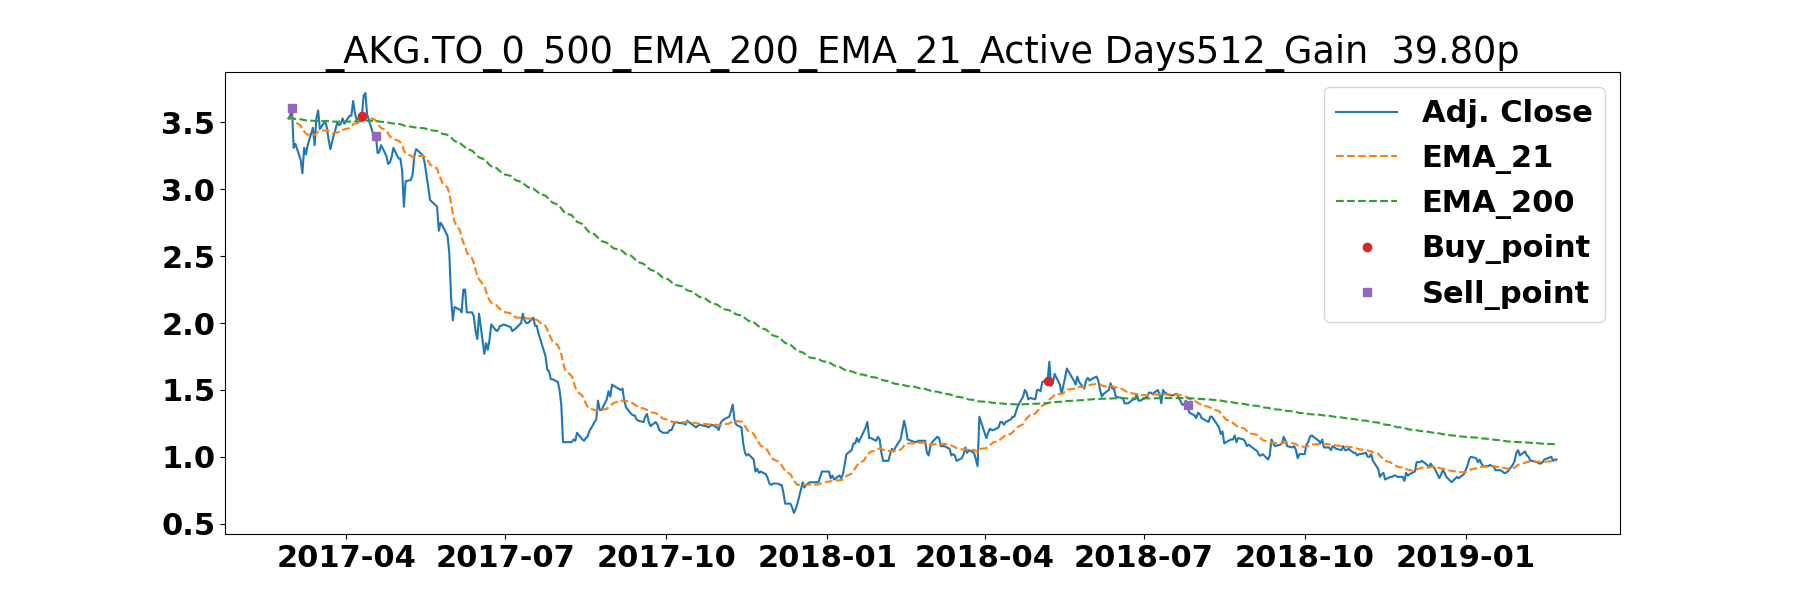 _AKG.TO_0_500_EMA_200_EMA_21_Active Days512_Gain  39.80p
Adj. Close
EMA_21
EMA_200
Buy_point
Sell_point
3.5
3.0
2.5
2.0
1.5
1.0
0.5
2017-04 2017-07 2017-10 2018-01 2018-04 2018-07 2018-10 2019-01